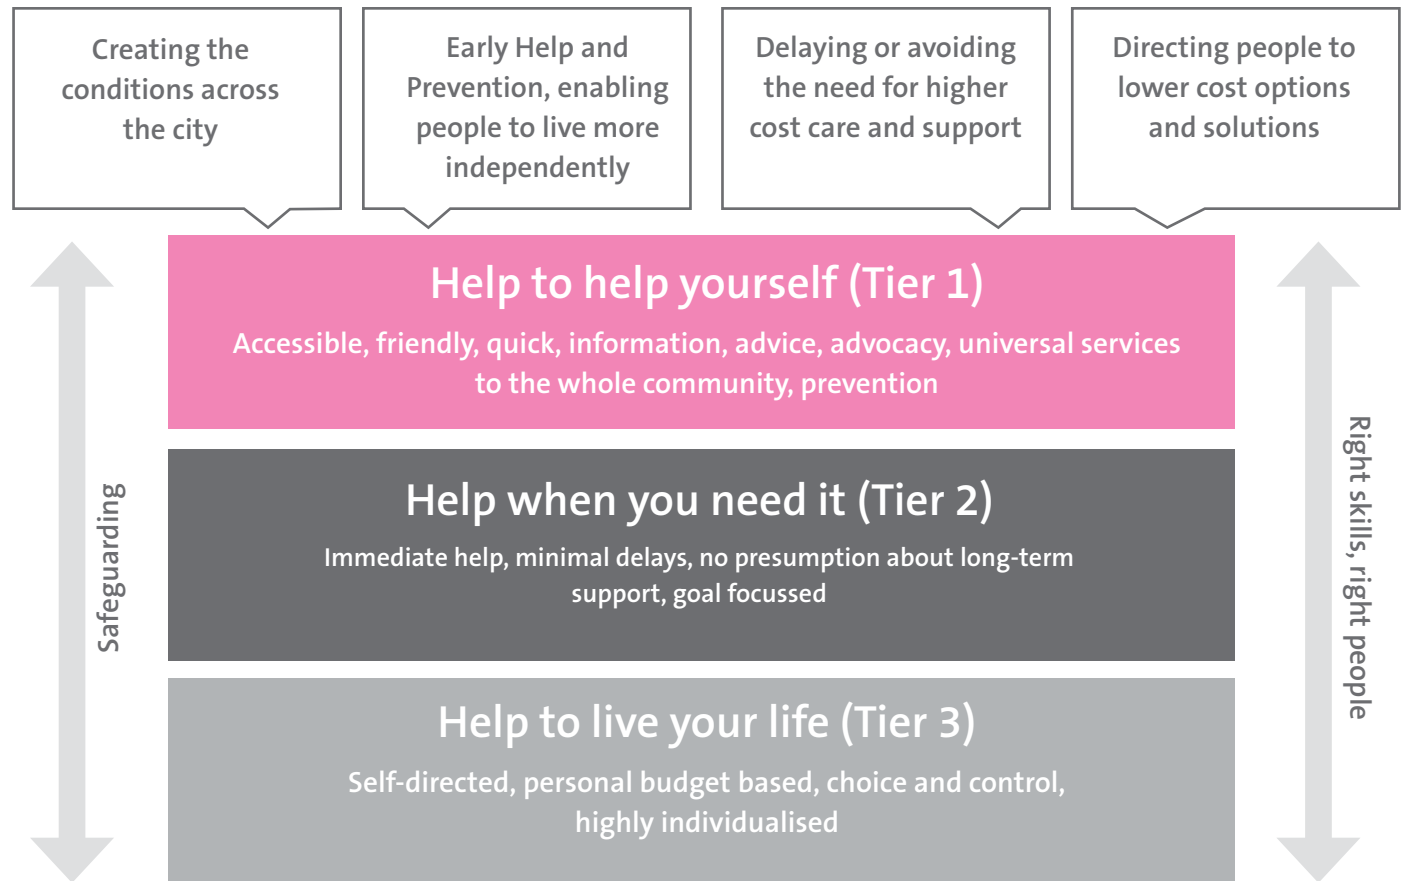 Creating the
conditions across
the city
Early Help and
Prevention, enabling
people to live more
independently
Delaying or avoiding
the need for higher
cost care and support
Directing people to
lower cost options
and solutions
Help to help yourself (Tier 1)
Accessible, friendly, quick, information, advice, advocacy, universal services
to the whole community, prevention
Safeguarding
Help when you need it (Tier 2)
Immediate help, minimal delays, no presumption about long-term
support, goal focussed
Right skills, right people
Help to live your life (Tier 3)
Self-directed, personal budget based, choice and control,
highly individualised